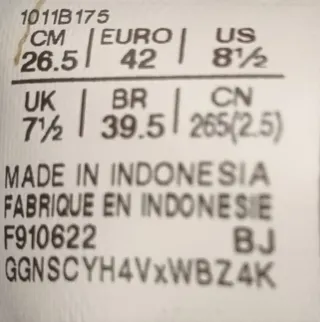 1011B175
CM | EURO | US
26.5 | 42 | 8½
UK | BR | CN
7½ | 39.5 | 265(2.5)
MADE IN INDONESIA
FABRIQUE EN INDONESIE
F910622 BJ
GGNSCYH4VxWBZ4K